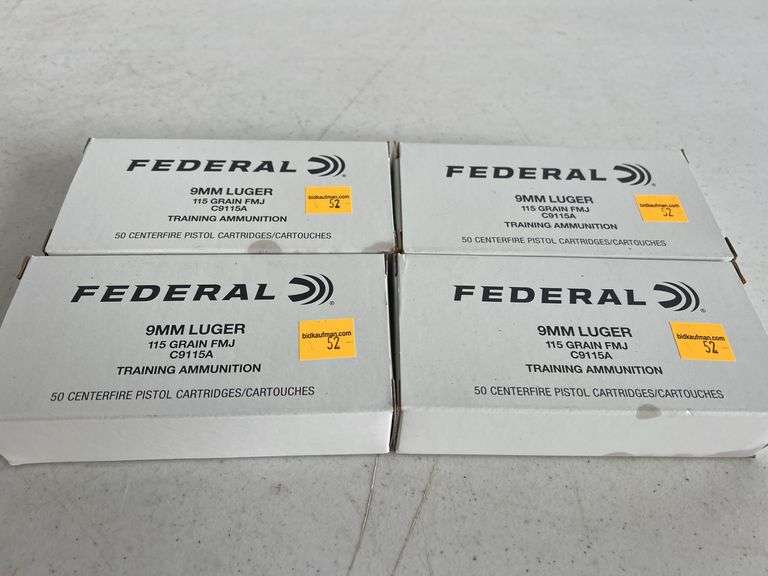 FEDERAL
9MM LUGER
115 GRAIN FMJ
C9115A
TRAINING AMMUNITION
50 CENTERFIRE PISTOL CARTRIDGES/CARTOUCHES
bidkaufman.com
52
FEDERAL
9MM LUGER
115 GRAIN FMJ
C9115A
TRAINING AMMUNITION
50 CENTERFIRE PISTOL CARTRIDGES/CARTOUCHES
bidkaufman.com
52
FEDERAL ®
9MM LUGER
115 GRAIN FMJ
C9115A
TRAINING AMMUNITION
50 CENTERFIRE PISTOL CARTRIDGES/CARTOUCHES
bidkaufman.com
52
FEDERAL ®
9MM LUGER
115 GRAIN FMJ
C9115A
TRAINING AMMUNITION
50 CENTERFIRE PISTOL CARTRIDGES/CARTOUCHES
bidkaufman.com
52